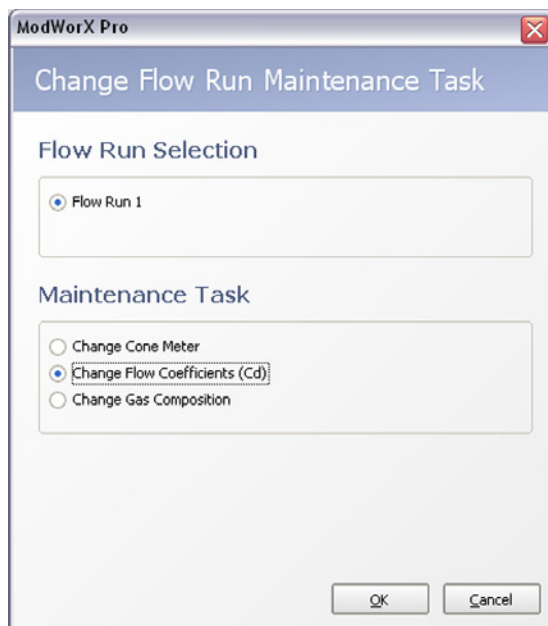 ModWorX Pro
Change Flow Run Maintenance Task
Flow Run Selection
Flow Run 1
Maintenance Task
Change Cone Meter
Change Flow Coefficients (Cd)
Change Gas Composition
OK
Cancel